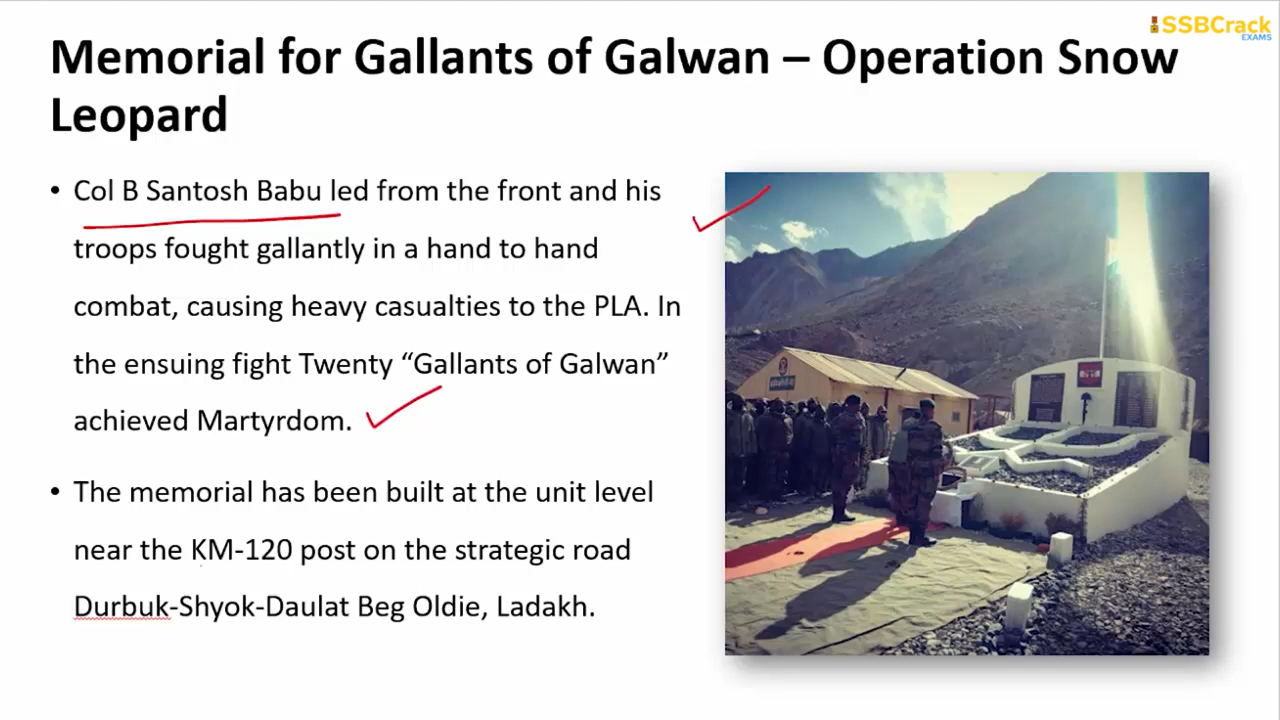 SSBCrack
EXAMS
Memorial for Gallants of Galwan – Operation Snow
Leopard
• Col B Santosh Babu led from the front and his
troops fought gallantly in a hand to hand
combat, causing heavy casualties to the PLA. In
the ensuing fight Twenty “Gallants of Galwan”
achieved Martyrdom.
• The memorial has been built at the unit level
near the KM-120 post on the strategic road
Durbuk-Shyok-Daulat Beg Oldie, Ladakh.